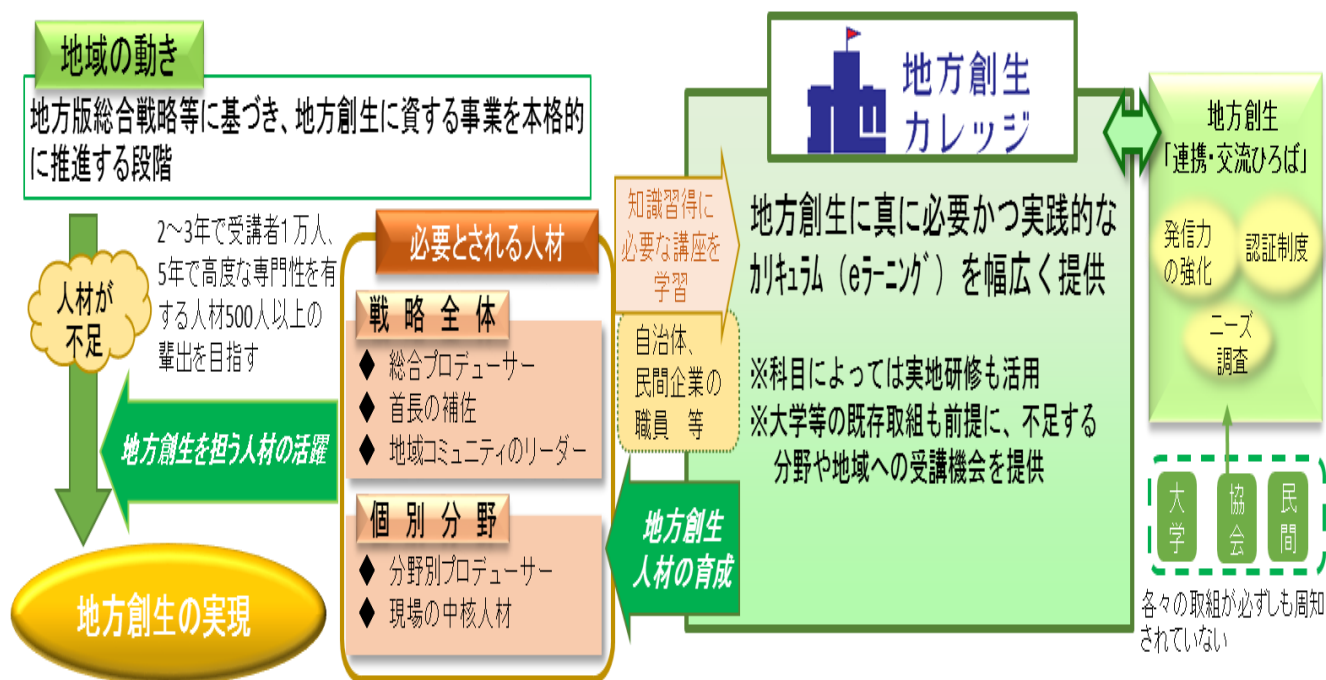 地域の動き
地方版総合戦略等に基づき、地方創生に資する事業を本格的
に推進する段階
人材が
不足
2～3年で受講者1万人、
5年で高度な専門性を有
する人材500人以上の
輩出を目指す
地方創生を担う人材の活躍
地方創生の実現
必要とされる人材
戦略全体
◆ 総合プロデューサー
◆ 首長の補佐
◆ 地域コミュニティのリーダー
個別分野
◆ 分野別プロデューサー
◆ 現場の中核人材
知識習得に
必要な講座を
学習
自治体、
民間企業の
職員　等
地方創生
人材の育成
地方創生
カレッジ
地方創生に真に必要かつ実践的な
カリキュラム（eラーニング）を幅広く提供
※科目によっては実地研修も活用
※大学等の既存取組も前提に、不足する
分野や地域への受講機会を提供
地方創生
「連携・交流ひろば」
発信力
の強化
認証制度
ニーズ
調査
大学
協会
民間
各々の取組が必ずしも周知
されていない